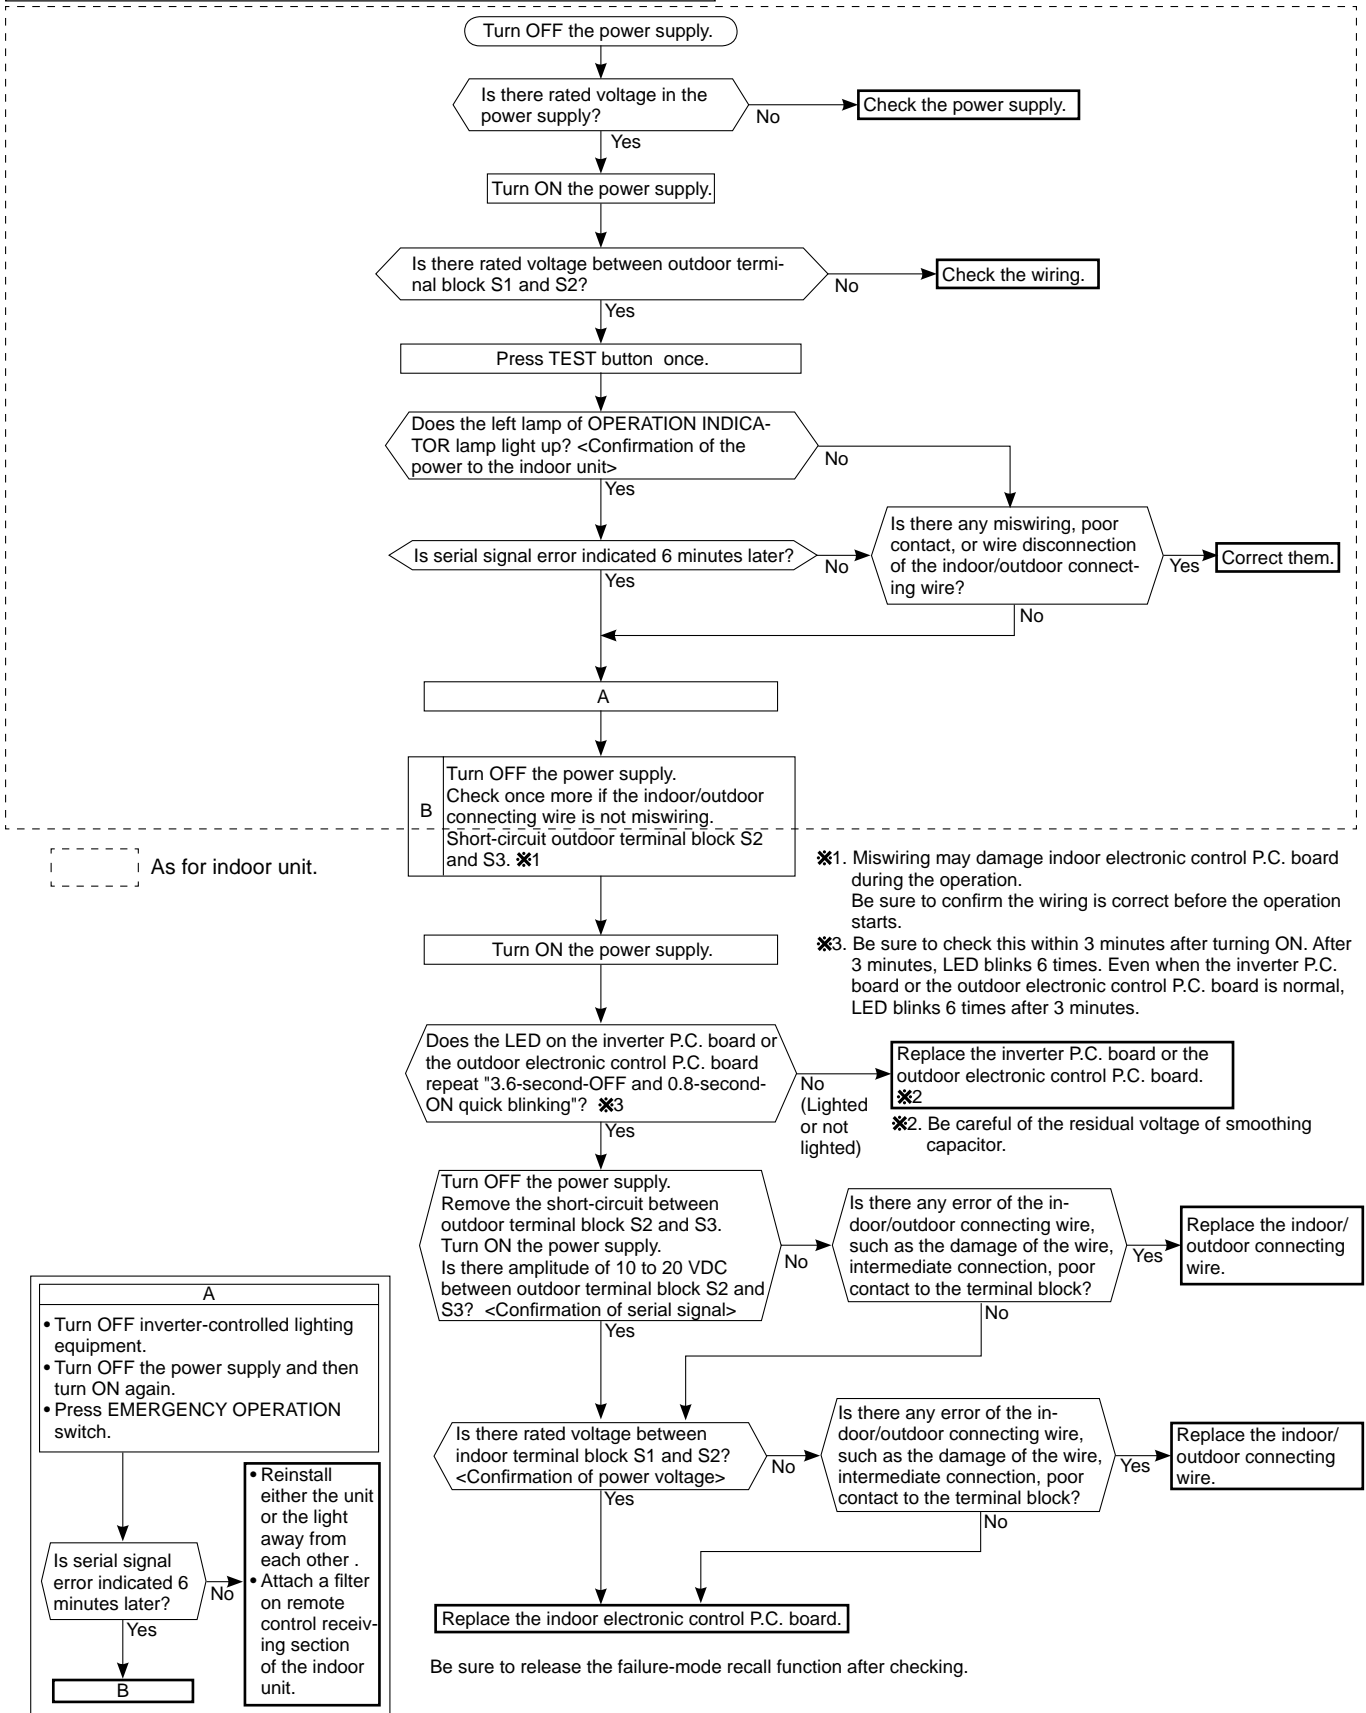 Turn OFF the power supply.
Is there rated voltage in the
power supply?
No
Check the power supply.
Yes
Turn ON the power supply.
Is there rated voltage between outdoor termi-
nal block S1 and S2?
No
Check the wiring.
Yes
Press TEST button once.
Does the left lamp of OPERATION INDICA-
TOR lamp light up? <Confirmation of the
power to the indoor unit>
No
Yes
Is serial signal error indicated 6 minutes later?
No
Is there any miswiring, poor
contact, or wire disconnection
of the indoor/outdoor connect-
ing wire?
Yes
Correct them.
Yes
No
A
B
Turn OFF the power supply.
Check once more if the indoor/outdoor
connecting wire is not miswiring.
Short-circuit outdoor terminal block S2
and S3. ※1
As for indoor unit.
※1. Miswiring may damage indoor electronic control P.C. board
during the operation.
Be sure to confirm the wiring is correct before the operation
starts.
※3. Be sure to check this within 3 minutes after turning ON. After
3 minutes, LED blinks 6 times. Even when the inverter P.C.
board or the outdoor electronic control P.C. board is normal,
LED blinks 6 times after 3 minutes.
Turn ON the power supply.
Does the LED on the inverter P.C. board or
the outdoor electronic control P.C. board
repeat "3.6-second-OFF and 0.8-second-
ON quick blinking"? ※3
No
(Lighted
or not
lighted)
Replace the inverter P.C. board or the
outdoor electronic control P.C. board.
※2
※2. Be careful of the residual voltage of smoothing
capacitor.
Yes
Turn OFF the power supply.
Remove the short-circuit between
outdoor terminal block S2 and S3.
Turn ON the power supply.
Is there amplitude of 10 to 20 VDC
between outdoor terminal block S2 and
S3? <Confirmation of serial signal>
No
Is there any error of the in-
door/outdoor connecting wire,
such as the damage of the wire,
intermediate connection, poor
contact to the terminal block?
Yes
Replace the indoor/
outdoor connecting
wire.
No
Yes
Is there rated voltage between
indoor terminal block S1 and S2?
<Confirmation of power voltage>
No
Is there any error of the in-
door/outdoor connecting wire,
such as the damage of the wire,
intermediate connection, poor
contact to the terminal block?
Yes
Replace the indoor/
outdoor connecting
wire.
Yes
No
Replace the indoor electronic control P.C. board.
Be sure to release the failure-mode recall function after checking.
A
• Turn OFF inverter-controlled lighting
equipment.
• Turn OFF the power supply and then
turn ON again.
• Press EMERGENCY OPERATION
switch.
Is serial signal
error indicated 6
minutes later?
No
• Reinstall
either the unit
or the light
away from
each other .
• Attach a filter
on remote
control receiv-
ing section
of the indoor
unit.
Yes
B